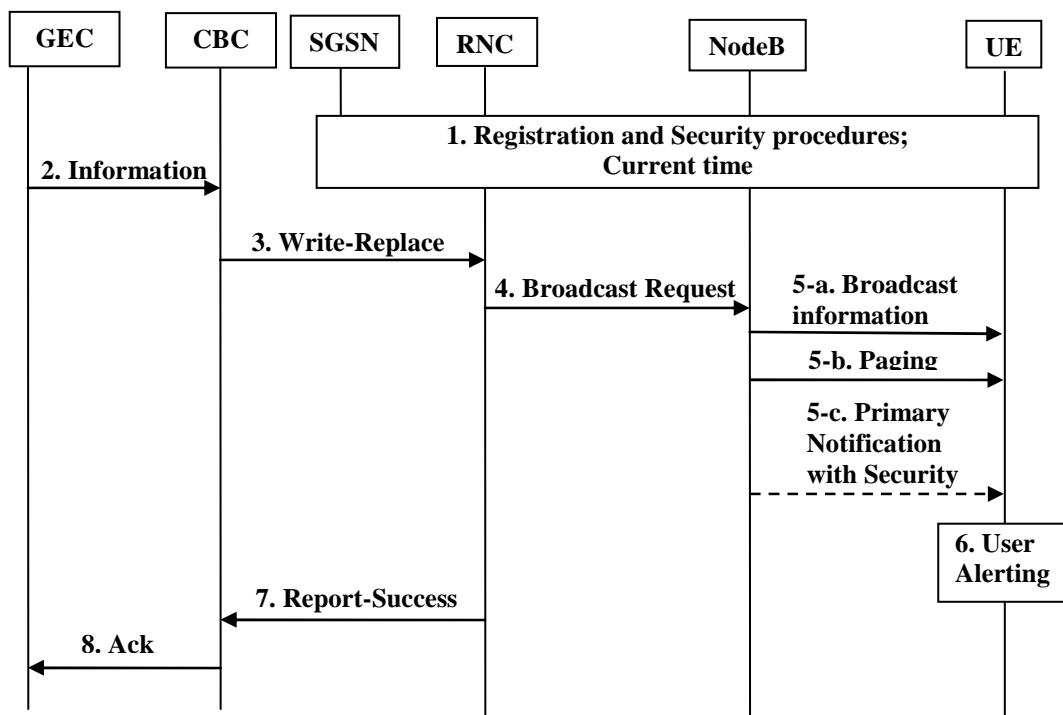 GEC
CBC
SGSN
RNC
NodeB
UE
1. Registration and Security procedures;
Current time
2. Information
3. Write-Replace
4. Broadcast Request
5-a. Broadcast
information
5-b. Paging
5-c. Primary
Notification
with Security
6. User
Alerting
7. Report-Success
8. Ack